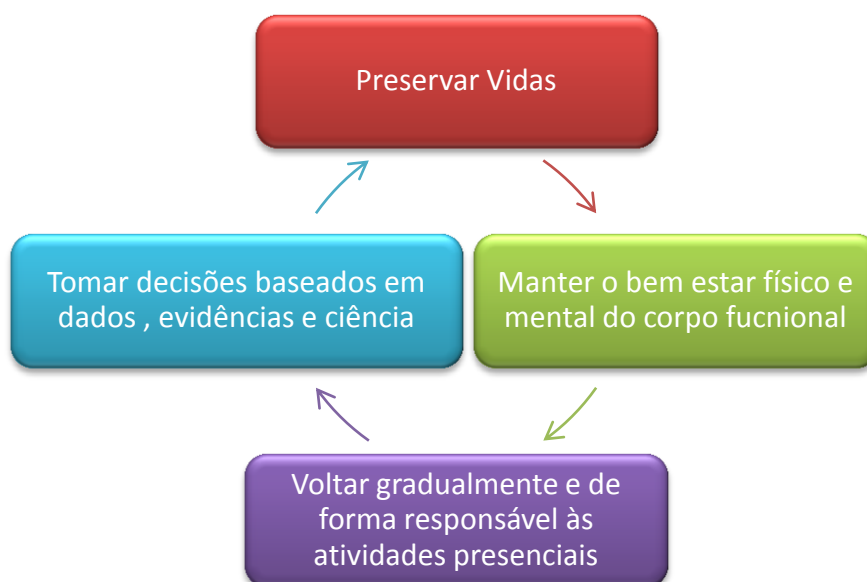 Preservar Vidas
Tomar decisões baseados em
dados , evidências e ciência
Manter o bem estar físico e
mental do corpo fucnional
Voltar gradualmente e de
forma responsável às
atividades presenciais